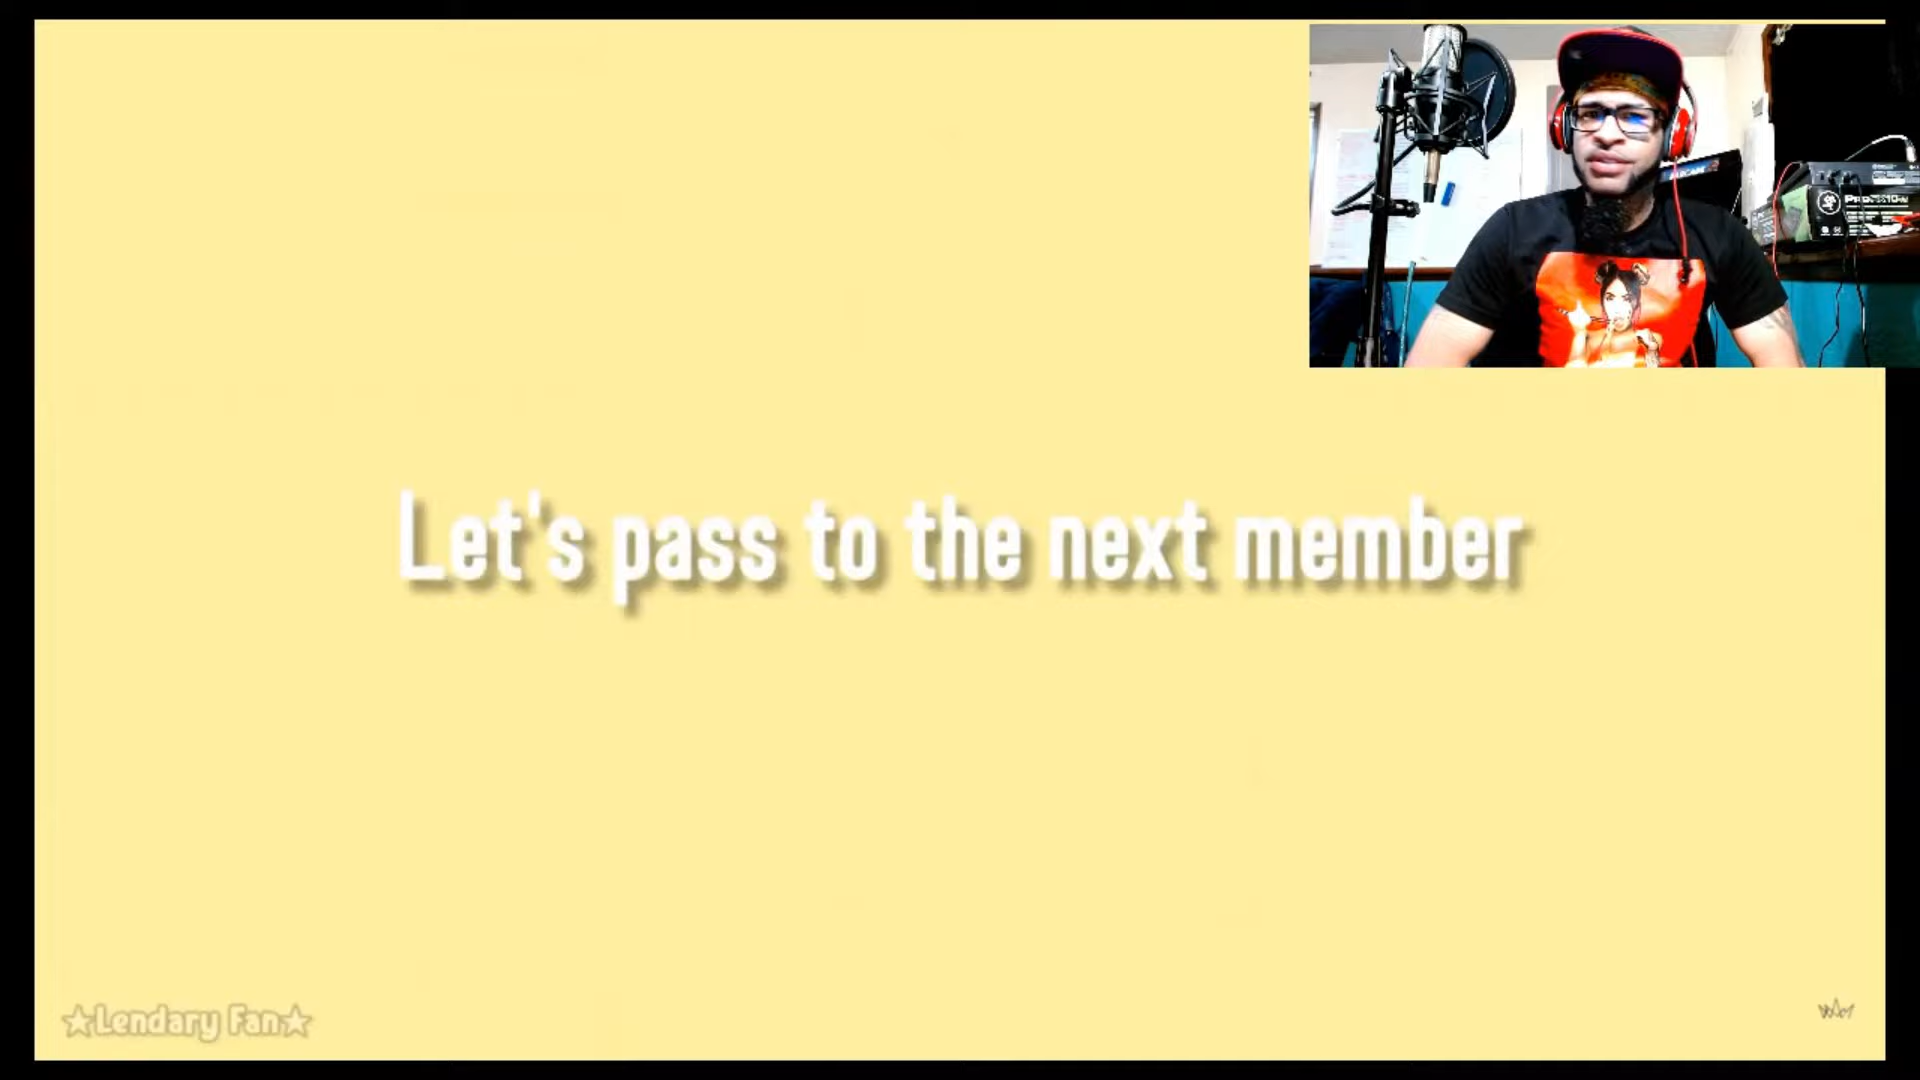 Let's pass to the next member
★Lendary Fan★